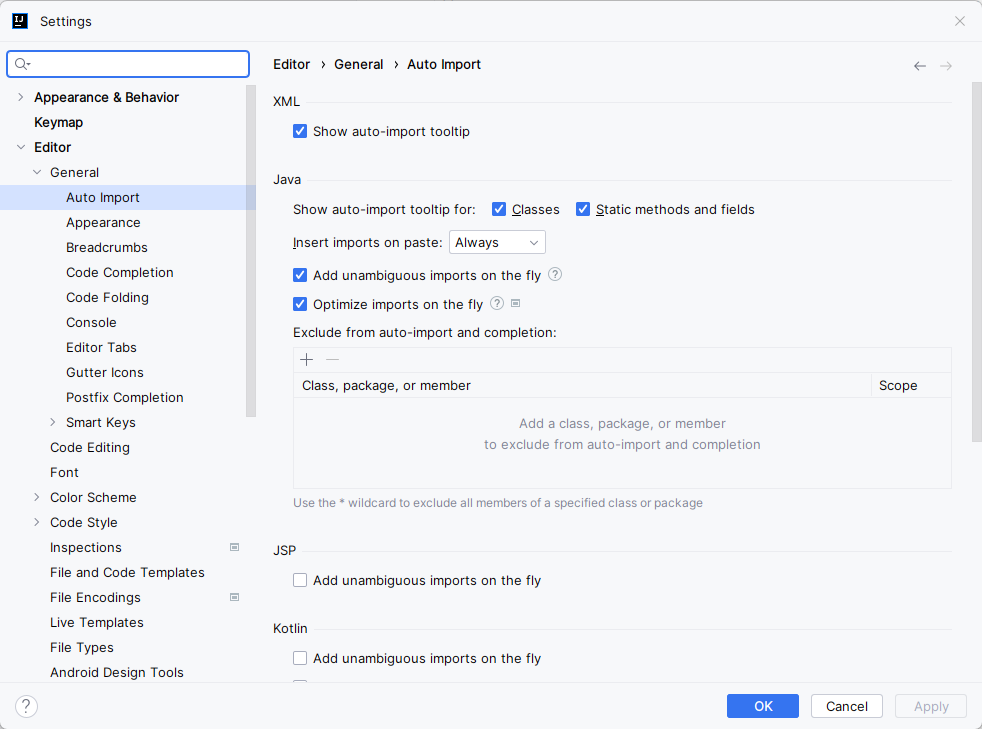 IJ
Settings
Appearance & Behavior
Keymap
Editor
General
Auto Import
Appearance
Breadcrumbs
Code Completion
Code Folding
Console
Editor Tabs
Gutter Icons
Postfix Completion
Smart Keys
Code Editing
Font
Color Scheme
Code Style
Inspections
File and Code Templates
File Encodings
Live Templates
File Types
Android Design Tools
Editor › General › Auto Import
XML
Show auto-import tooltip
Java
Show auto-import tooltip for: Classes Static methods and fields
Insert imports on paste: Always
Add unambiguous imports on the fly ?
Optimize imports on the fly ?
Exclude from auto-import and completion:
Class, package, or member Scope
Add a class, package, or member
to exclude from auto-import and completion
Use the * wildcard to exclude all members of a specified class or package
JSP
Add unambiguous imports on the fly
Kotlin
Add unambiguous imports on the fly
? OK Cancel Apply